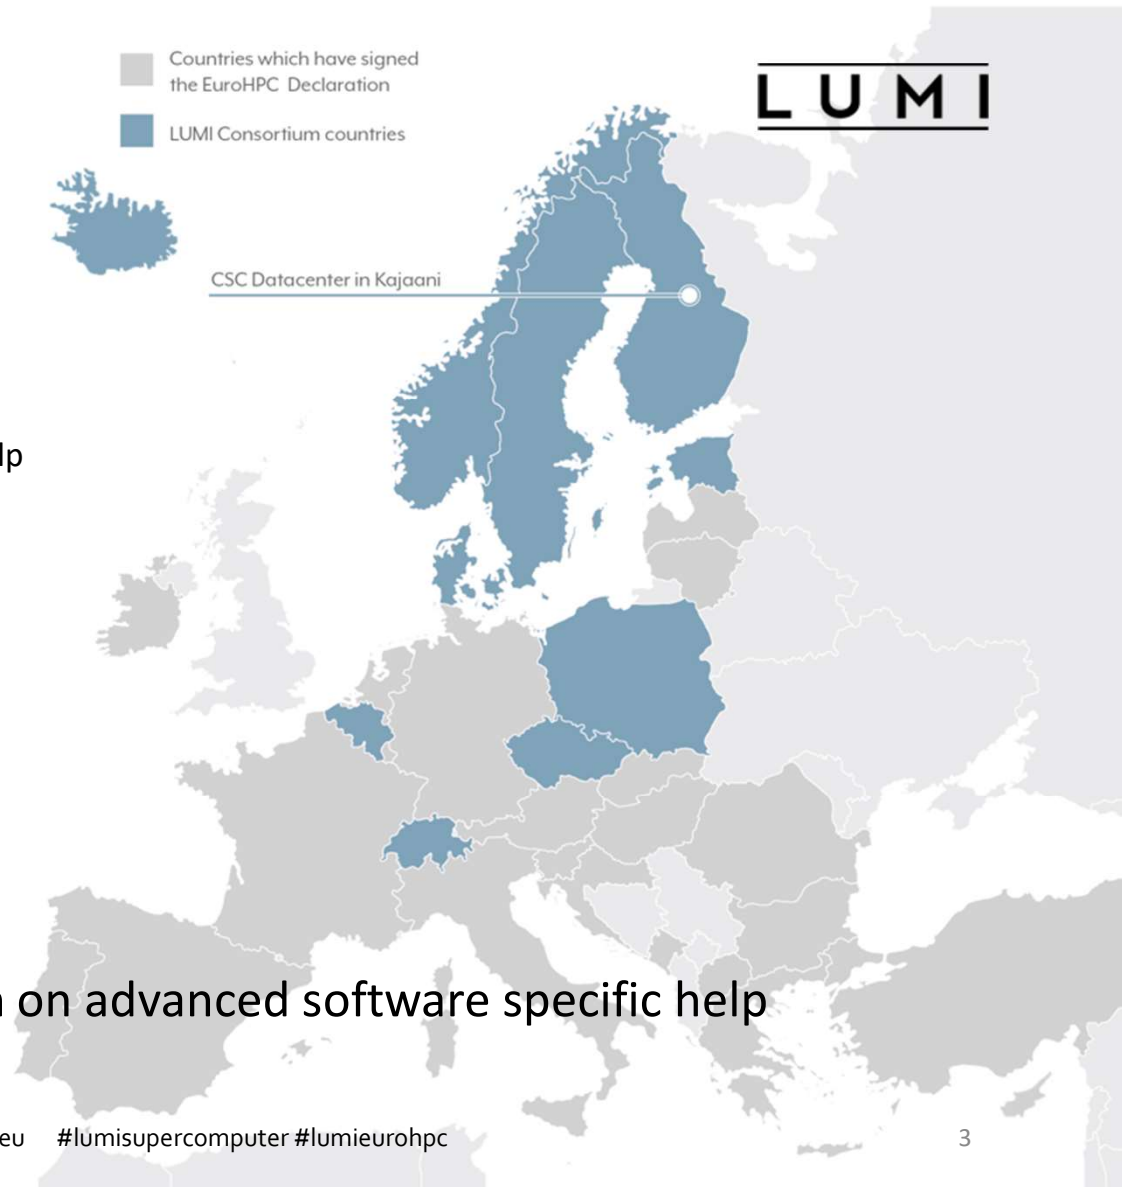 Countries which have signed
the EuroHPC Declaration
LUMI Consortium countries
LUMI
CSC Datacenter in Kajaani
lp
on advanced software specific help
eu #lumisupercomputer #lumieurohpc
3